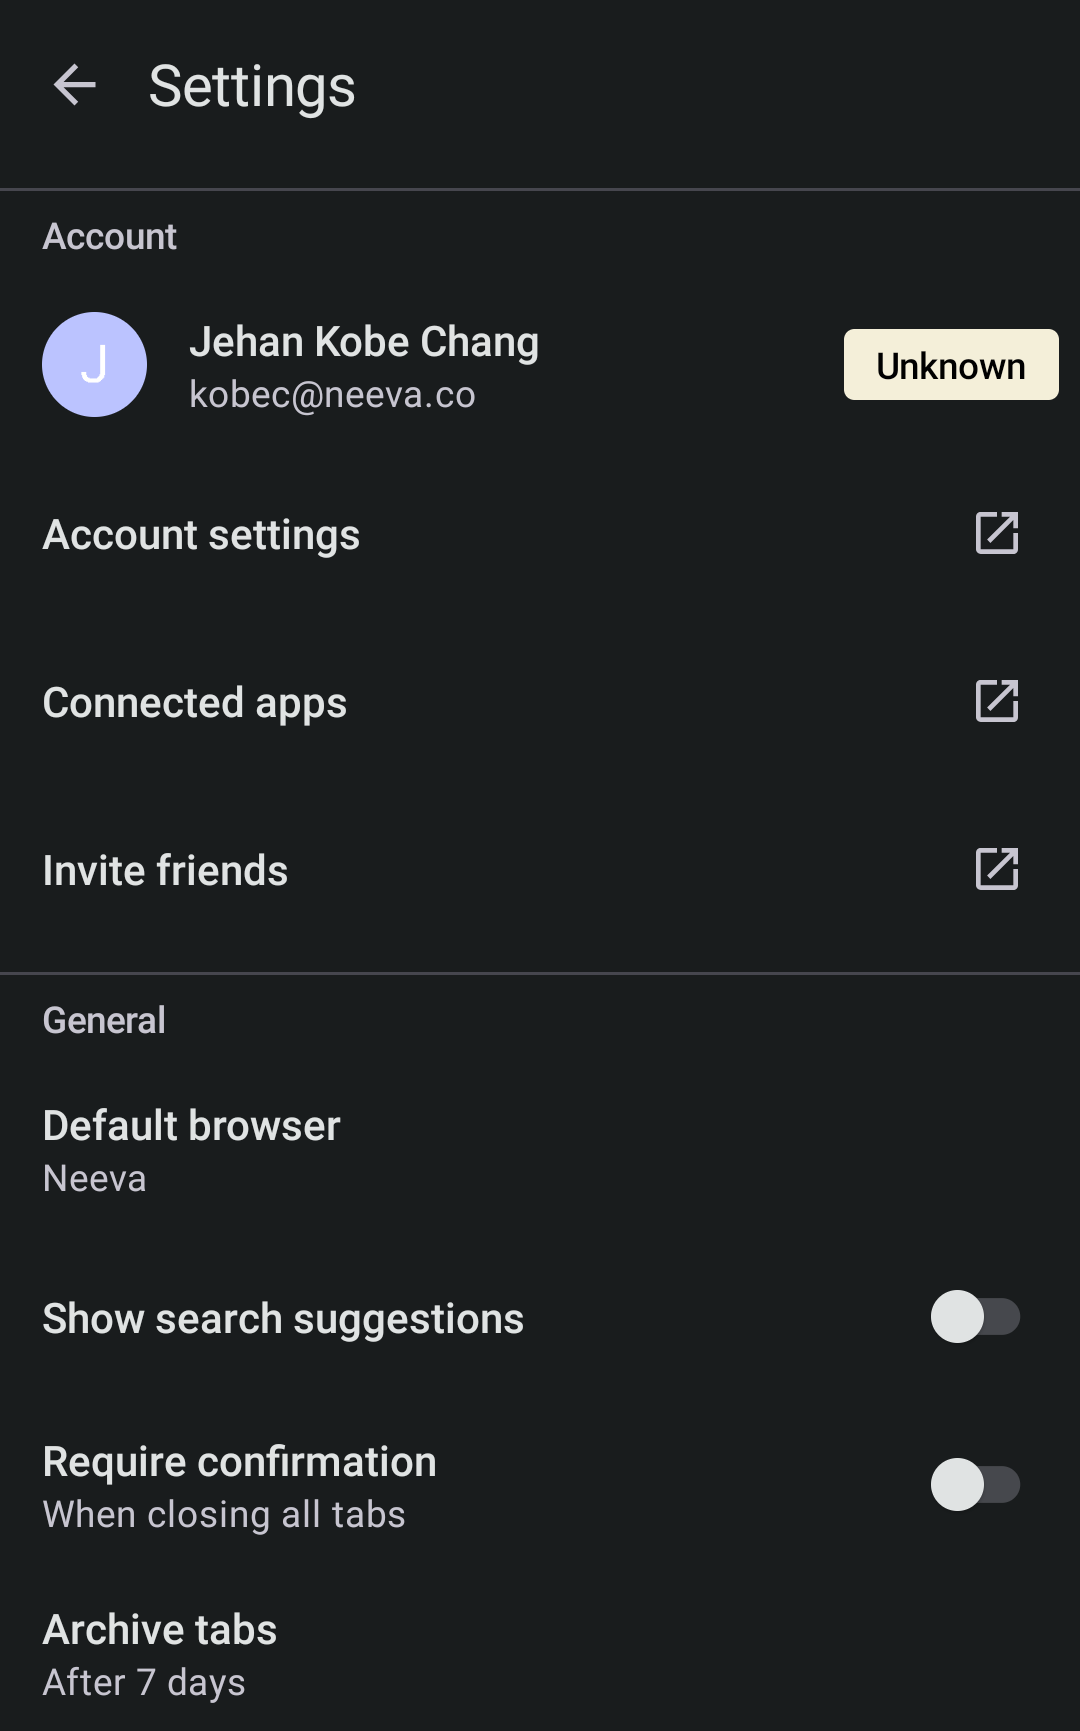 Settings
Account
J
Jehan Kobe Chang
kobec@neeva.co
Unknown
Account settings
Connected apps
Invite friends
General
Default browser
Neeva
Show search suggestions
Require confirmation
When closing all tabs
Archive tabs
After 7 days